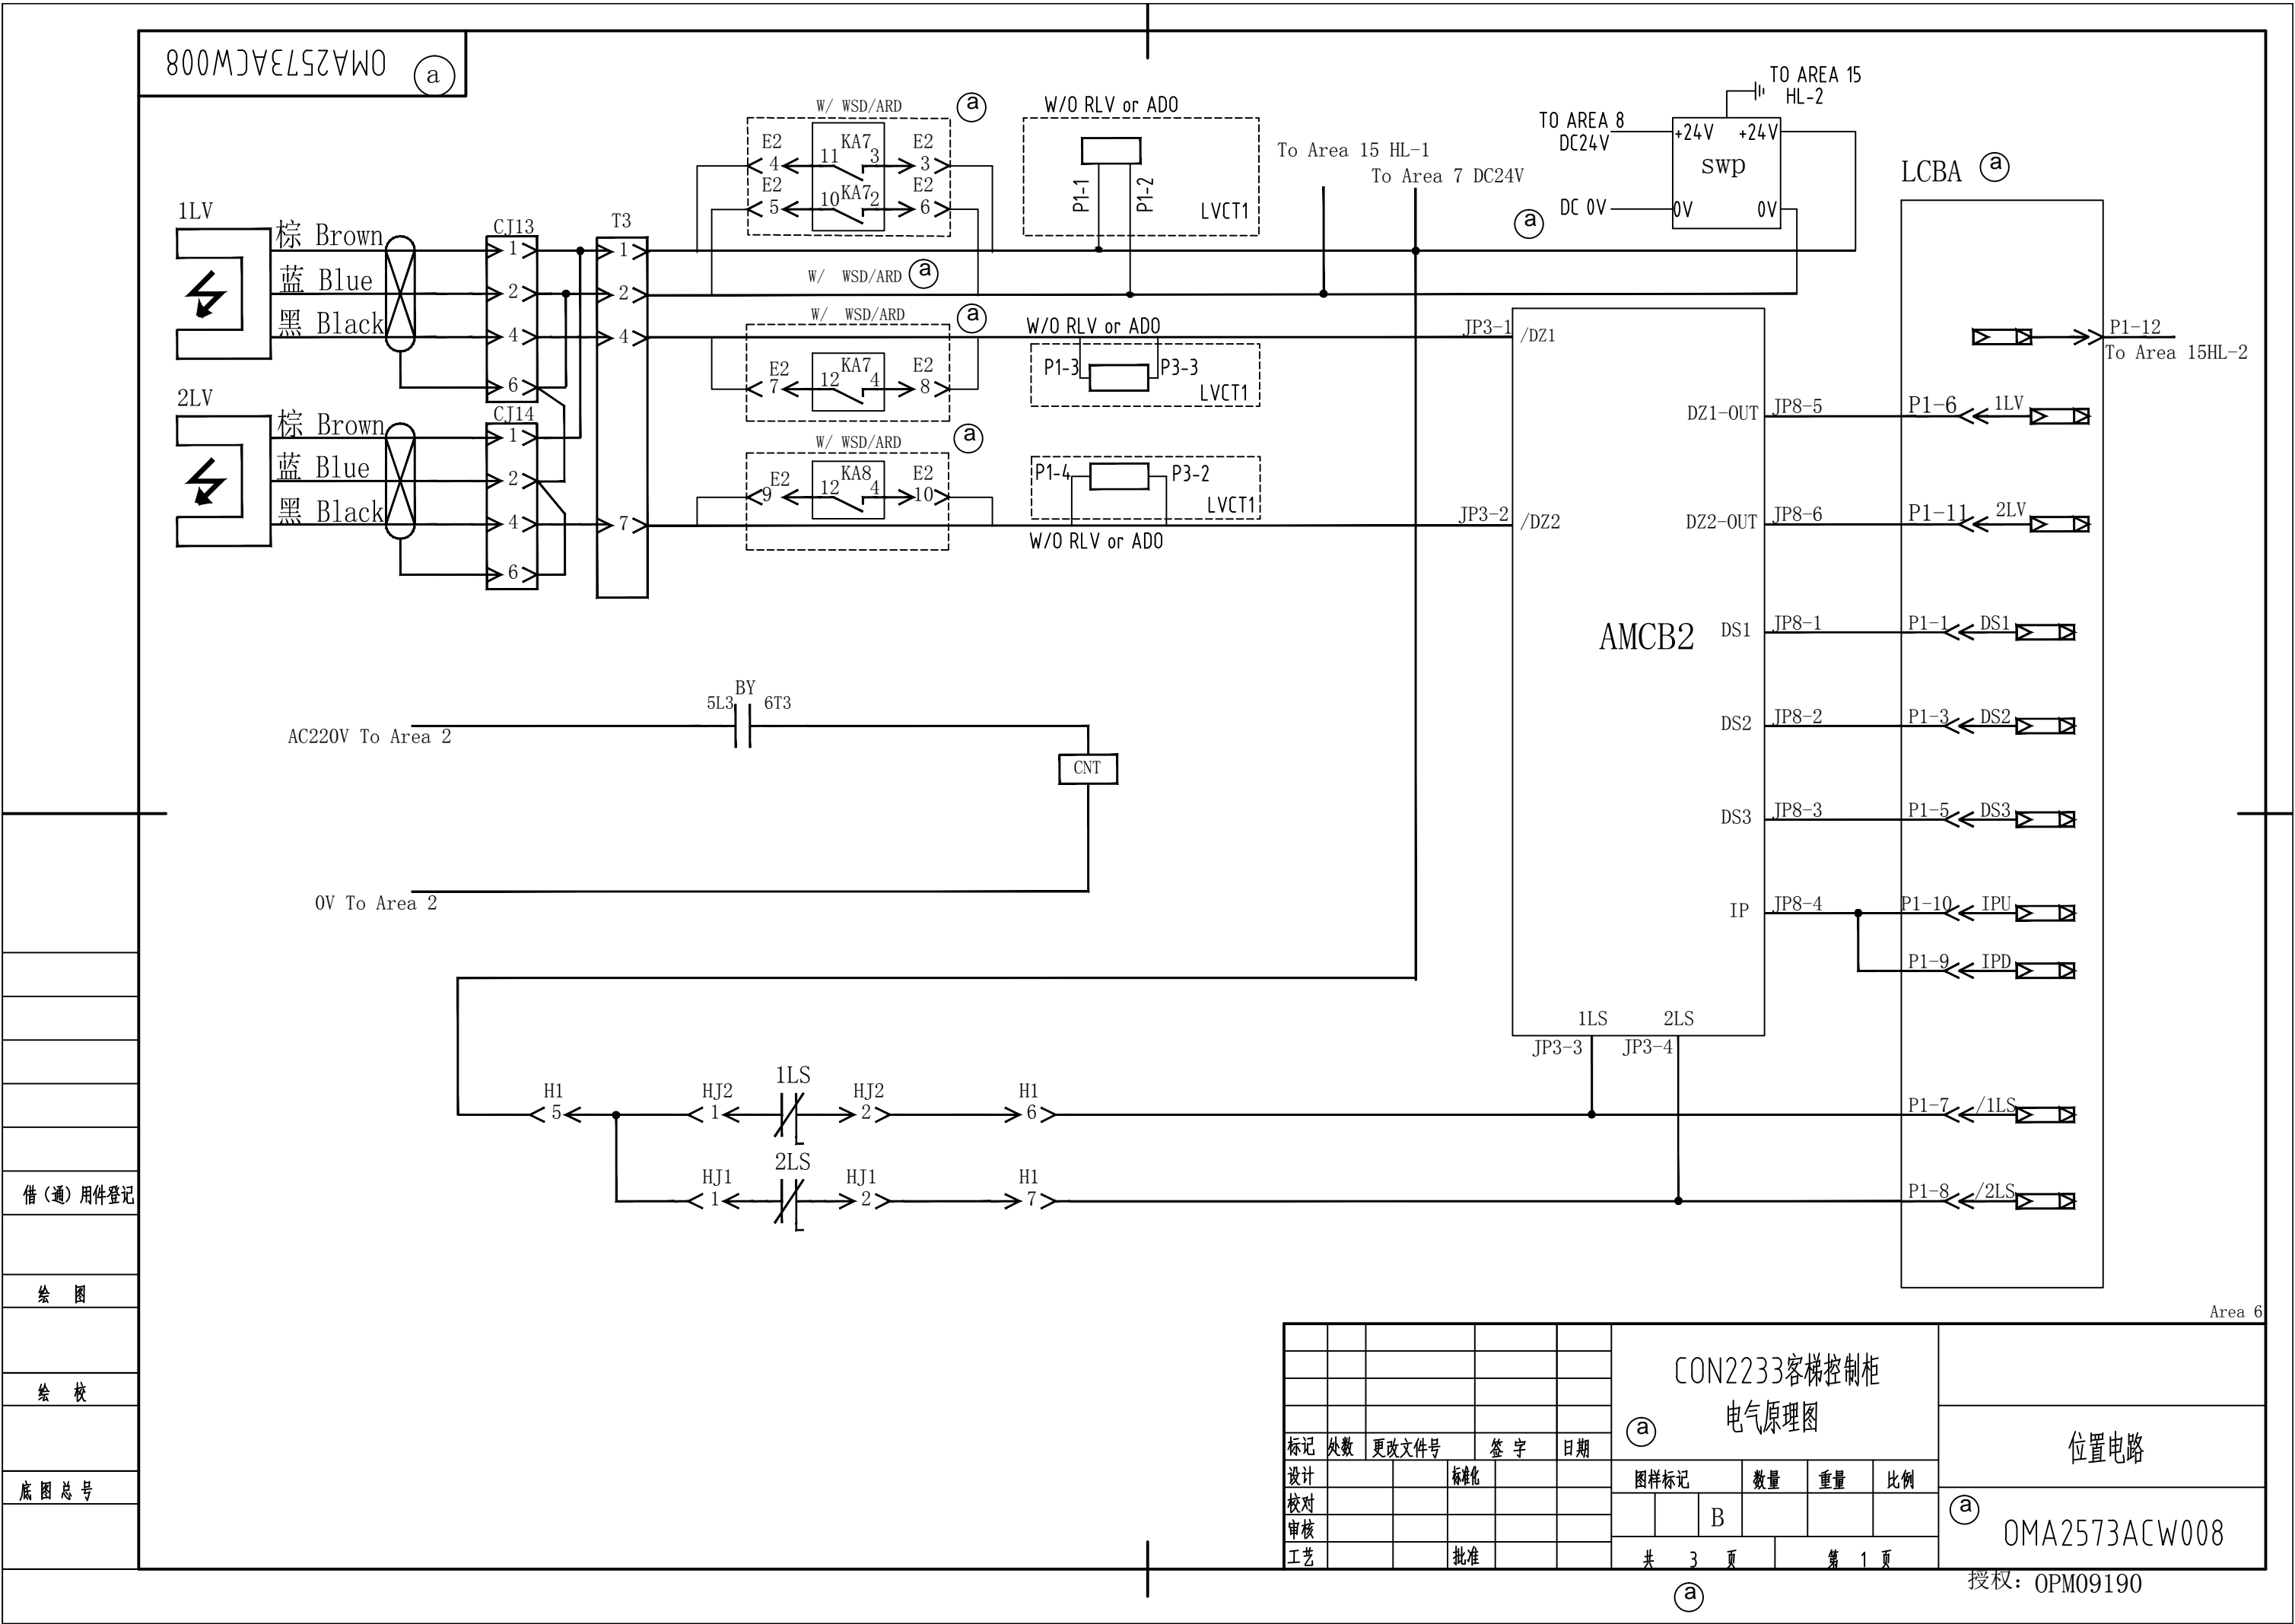 OMA2573ACW008
a
W/ WSD/ARD
a
E2
KA7
E2
4
11
3
3
E2
KA7
E2
5
10
2
6
W/ WSD/ARD
a
W/O RLV or ADO
P1-1
P1-2
LVCT1
To Area 15 HL-1
To Area 7 DC24V
TO AREA 15
HL-2
TO AREA 8
DC24V
+24V
+24V
swp
DC 0V
0V
0V
a
LCBA
a
1LV
棕 Brown
蓝 Blue
黑 Black
CJ13
1
2
4
6
T3
1
2
4
7
2LV
棕 Brown
蓝 Blue
黑 Black
CJ14
1
2
4
6
W/ WSD/ARD
a
E2
KA7
E2
7
12
4
8
W/O RLV or ADO
P1-3
P3-3
LVCT1
W/ WSD/ARD
a
E2
KA8
E2
9
12
4
10
P1-4
P3-2
LVCT1
W/O RLV or ADO
JP3-1
/DZ1
JP3-2
/DZ2
AMCB2
DZ1-OUT
JP8-5
DZ2-OUT
JP8-6
DS1
JP8-1
DS2
JP8-2
DS3
JP8-3
IP
JP8-4
1LS
2LS
JP3-3
JP3-4
P1-12
To Area 15HL-2
P1-6
1LV
P1-11
2LV
P1-1
DS1
P1-3
DS2
P1-5
DS3
P1-10
IPU
P1-9
IPD
P1-7
/1LS
P1-8
/2LS
BY
5L3
6T3
AC220V To Area 2
CNT
0V To Area 2
H1
5
HJ2
1
1LS
HJ2
2
H1
6
HJ1
1
2LS
HJ1
2
H1
7
借（通）用件登记
绘 图
绘 校
底 图 总 号
Area 6
标记 处数 更改文件号 签 字 日期
设计 标准化
校对
审核
工艺 批准
CON2233客梯控制柜
电气原理图
a
图样标记 数量 重量 比例
B
共 3 页 第 1 页
位置电路
a
OMA2573ACW008
授权：OPM09190
a